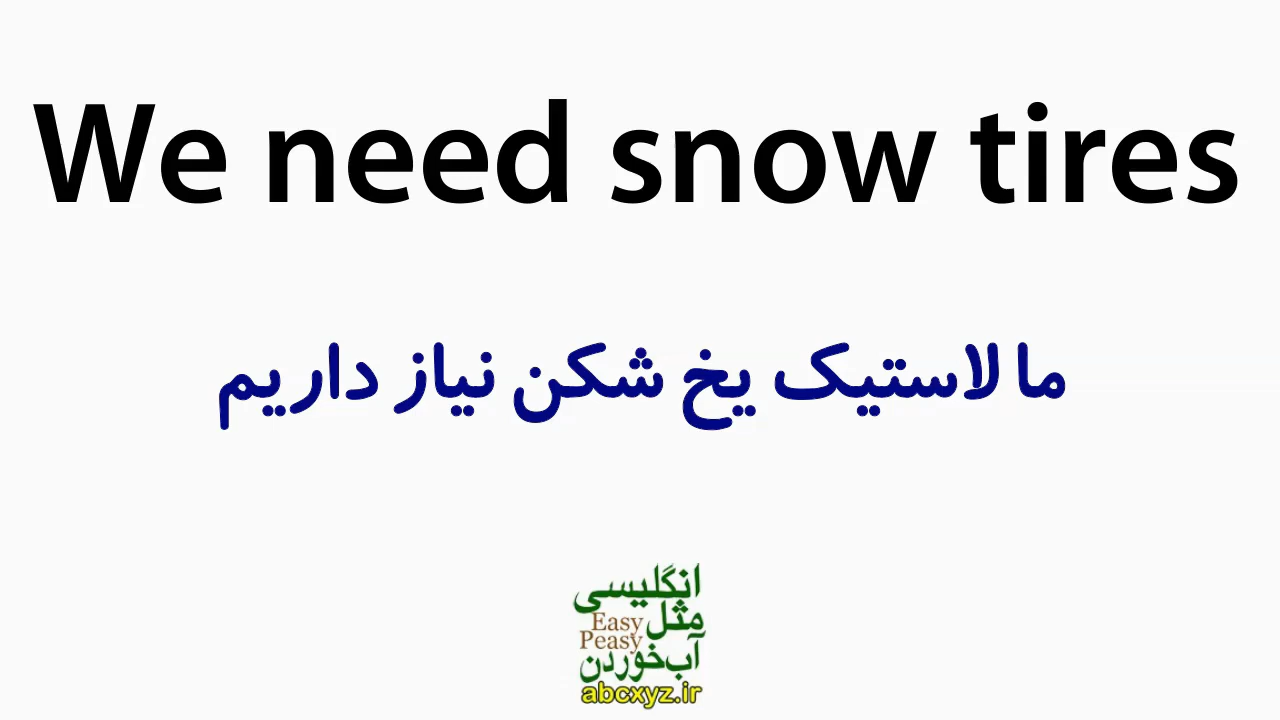 We need snow tires
ما لاستیک یخ شکن نیاز داریم
انگلیسی
مثل Easy
Peasy
آب خوردن
abcxyz.ir